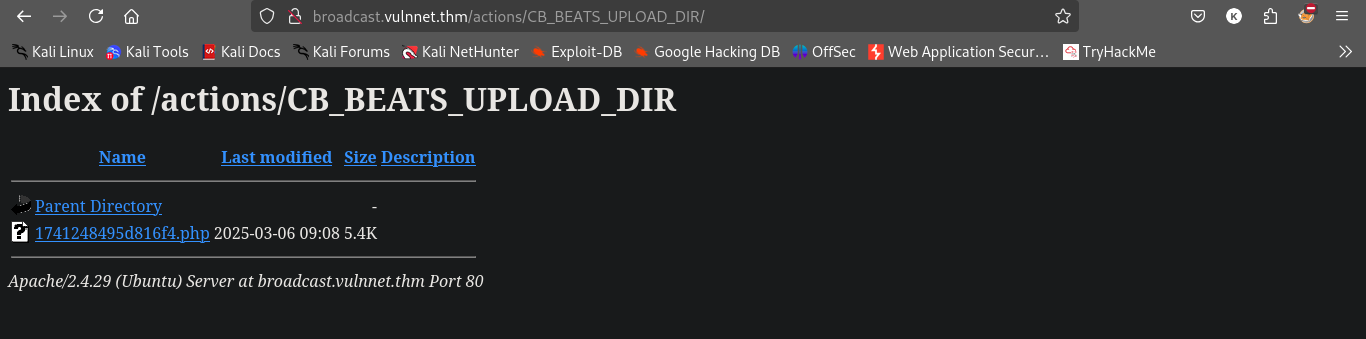 broadcast.vulnnet.thm/actions/CB_BEATS_UPLOAD_DIR/
K
Kali Linux Kali Tools Kali Docs Kali Forums Kali NetHunter Exploit-DB Google Hacking DB OffSec Web Application Secur… TryHackMe
Index of /actions/CB_BEATS_UPLOAD_DIR
Name Last modified Size Description
Parent Directory -
1741248495d816f4.php 2025-03-06 09:08 5.4K
Apache/2.4.29 (Ubuntu) Server at broadcast.vulnnet.thm Port 80